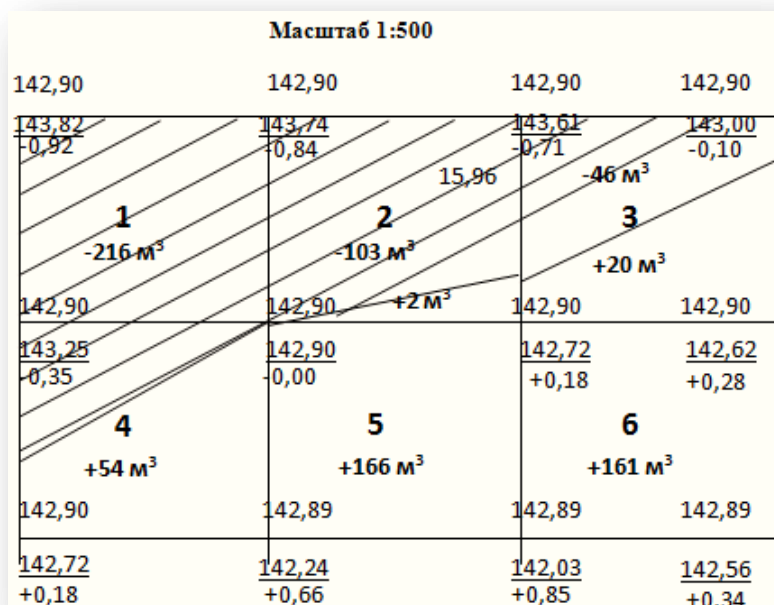 Масштаб 1:500
142,90 142,90 142,90 142,90
143,82 143,74 143,61 143,00
-0,92 -0,84 -0,71 -0,10
15,96 -46 м³
1 2 3
-216 м³ -103 м³ +20 м³
142,90 142,90 +2 м³ 142,90 142,90
143,25 142,90 142,72 142,62
-0,35 -0,00 +0,18 +0,28
4 5 6
+54 м³ +166 м³ +161 м³
142,90 142,89 142,89 142,89
142,72 142,24 142,03 142,56
+0,18 +0,66 +0,85 +0,34